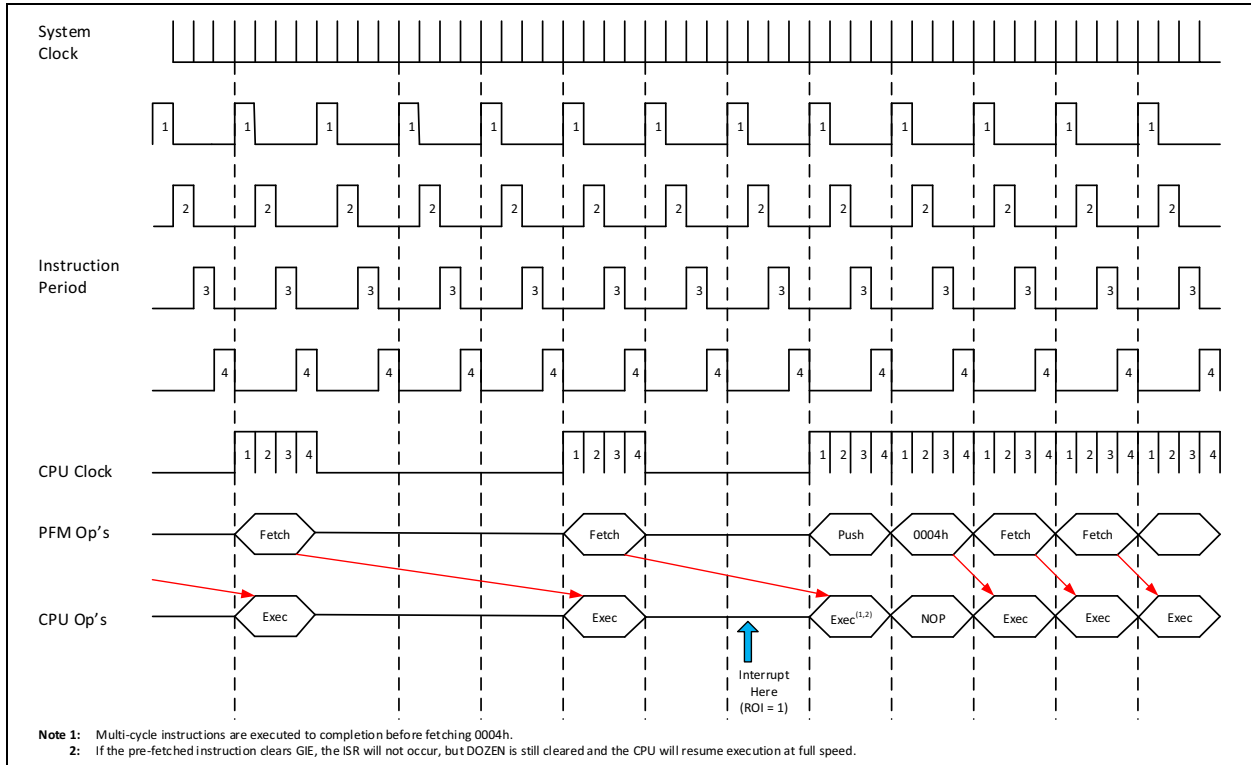 System
Clock
1 1 1 1 1 1 1 1 1 1 1 1 1
2 2 2 2 2 2 2 2 2 2 2 2 2
Instruction
Period
3 3 3 3 3 3 3 3 3 3 3 3 3
4 4 4 4 4 4 4 4 4 4 4 4 4
CPU Clock
1 2 3 4 1 2 3 4 1 2 3 4 1 2 3 4 1 2 3 4 1 2 3 4 1 2 3 4
PFM Op's
Fetch Fetch Push 0004h Fetch Fetch
CPU Op's
Exec Exec Exec(1,2) NOP Exec Exec Exec
Interrupt
Here
(ROI = 1)
Note 1: Multi-cycle instructions are executed to completion before fetching 0004h.
2: If the pre-fetched instruction clears GIE, the ISR will not occur, but DOZEN is still cleared and the CPU will resume execution at full speed.